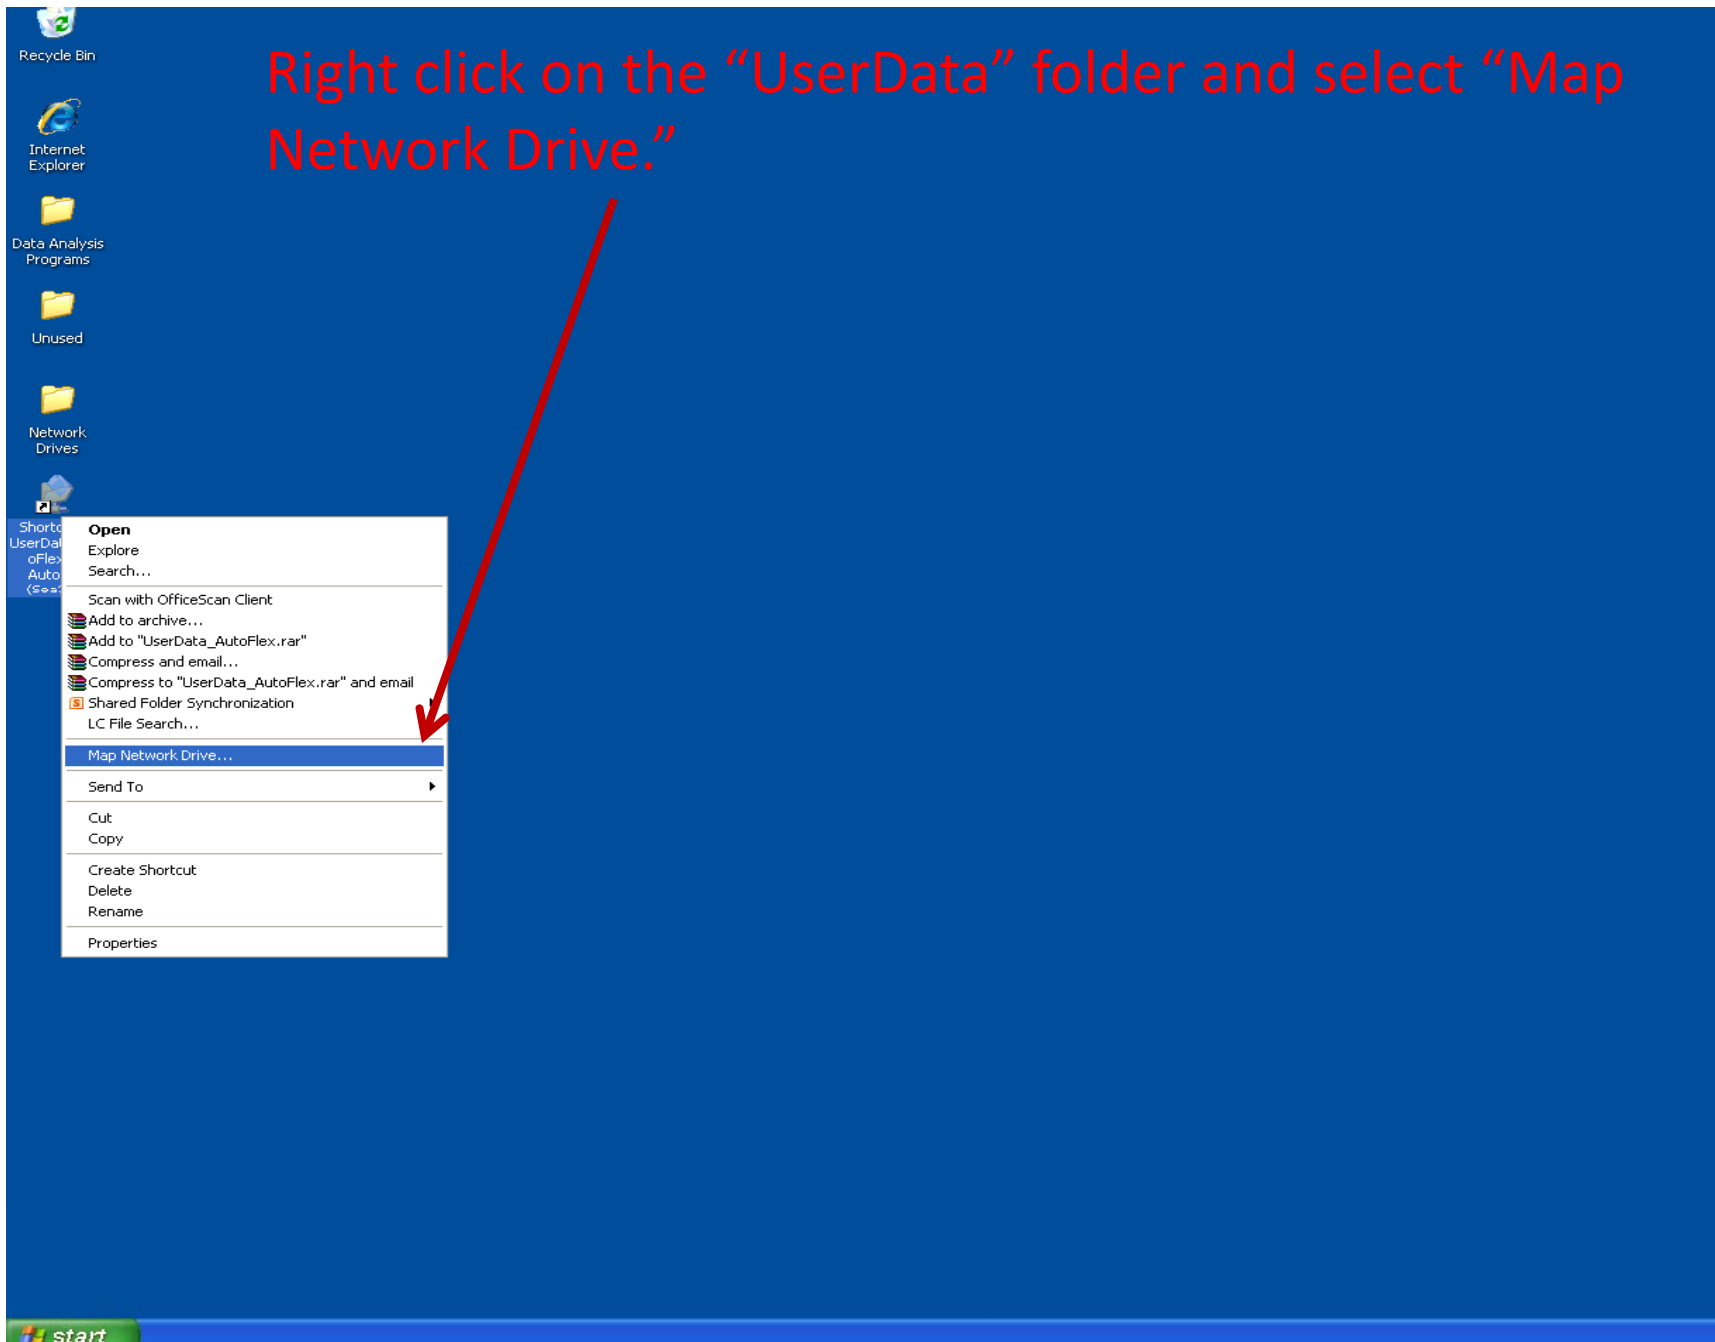 Recycle Bin
Right click on the “UserData” folder and select “Map
Network Drive.”
Internet
Explorer
Data Analysis
Programs
Unused
Network
Drives
Open
Explore
Search...
Scan with OfficeScan Client
Add to archive...
Add to "UserData_AutoFlex.rar"
Compress and email...
Compress to "UserData_AutoFlex.rar" and email
Shared Folder Synchronization
LC File Search...
Map Network Drive...
Send To
Cut
Copy
Create Shortcut
Delete
Rename
Properties
start